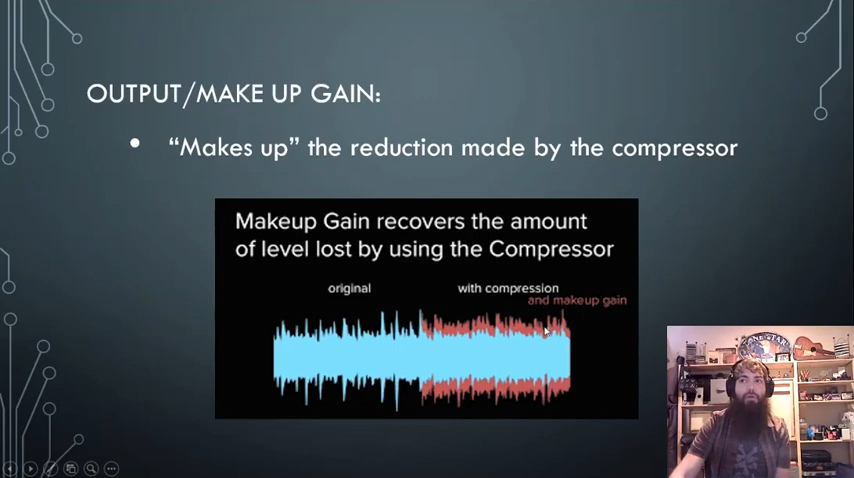 OUTPUT/MAKE UP GAIN:
• “Makes up” the reduction made by the compressor
Makeup Gain recovers the amount
of level lost by using the Compressor
original with compression
and makeup gain